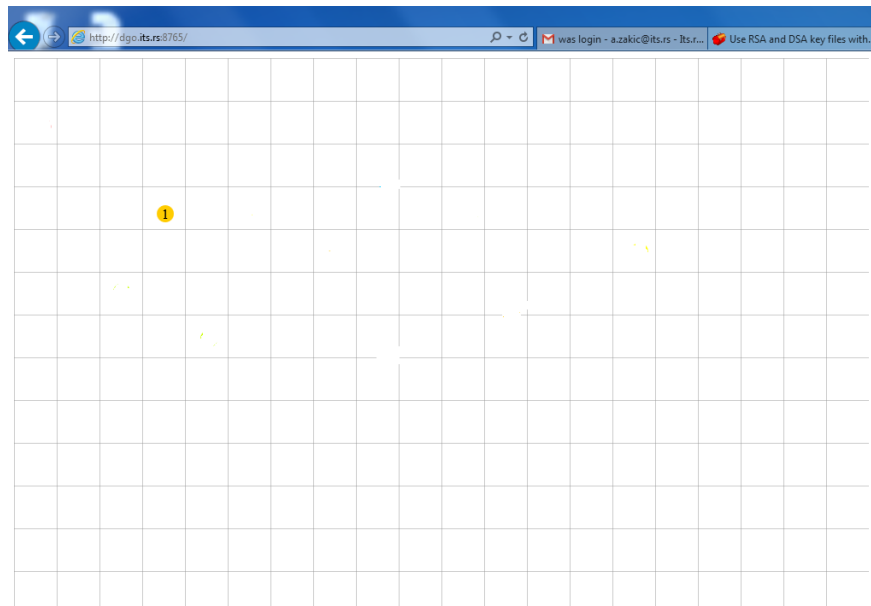 http://dgo.its.rs:8765/
was login - a.zakic@its.rs - Its.r...
Use RSA and DSA key files with...
1